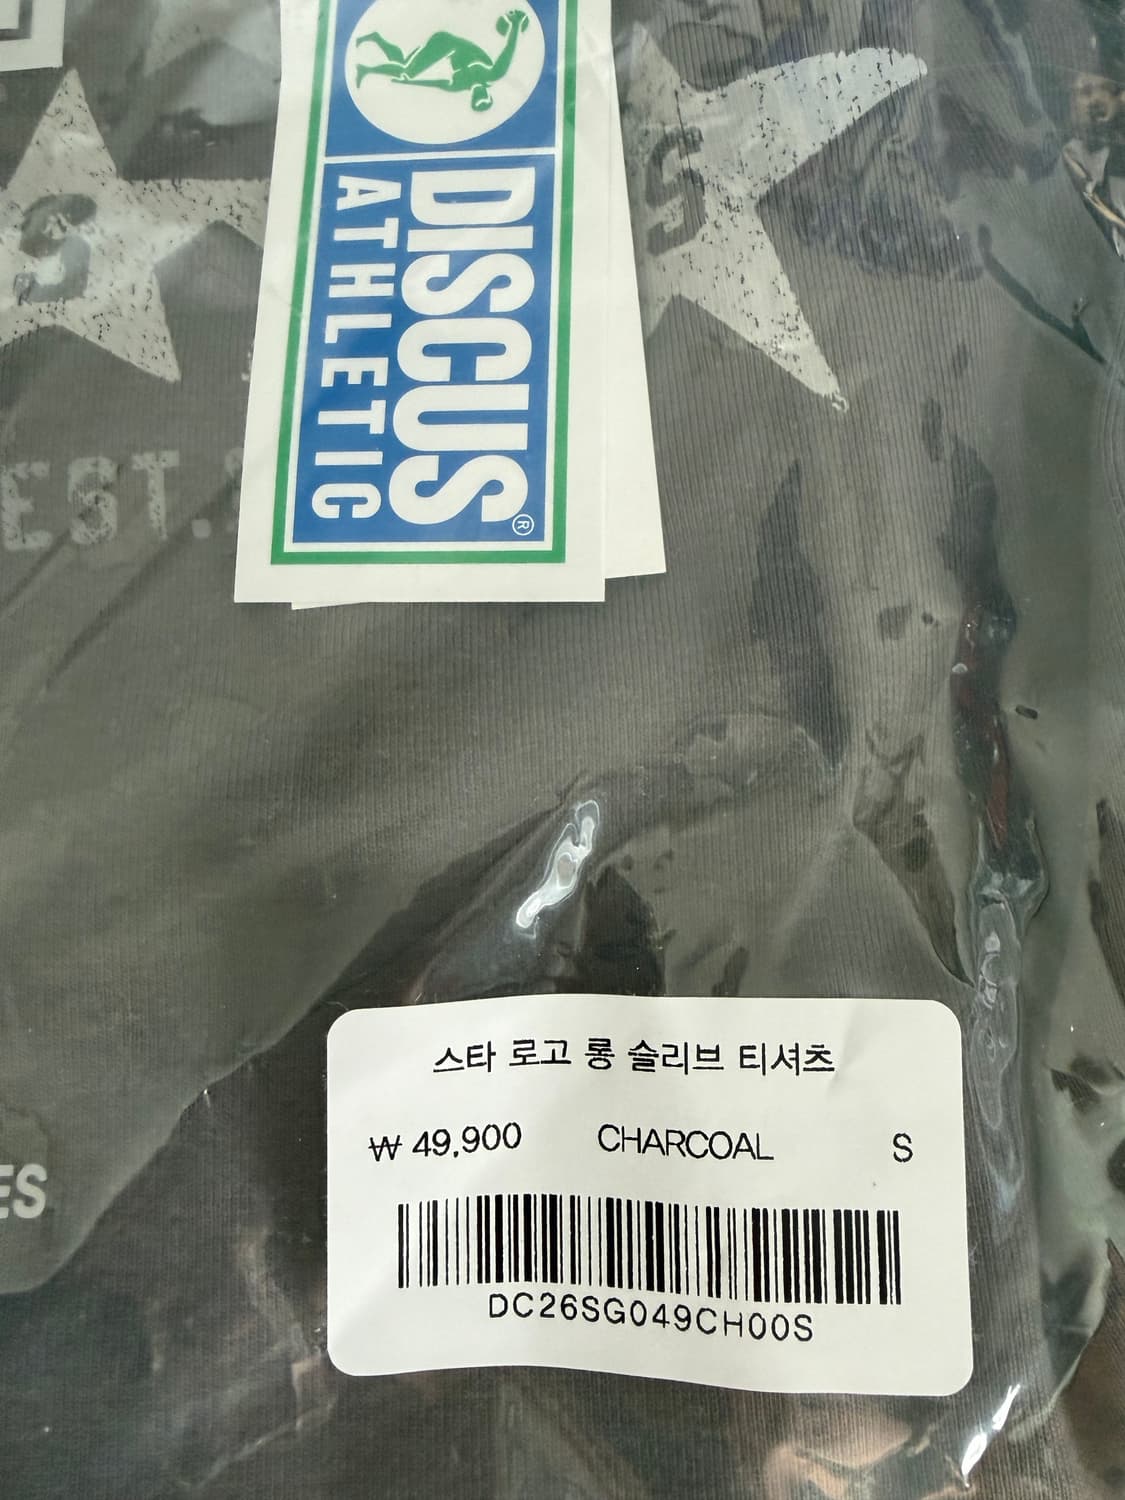 S
S
DISCUS®
ATHLETIC
EST.
ES
스타 로고 롱 슬리브 티셔츠
₩ 49,900 CHARCOAL S
DC26SG049CH00S